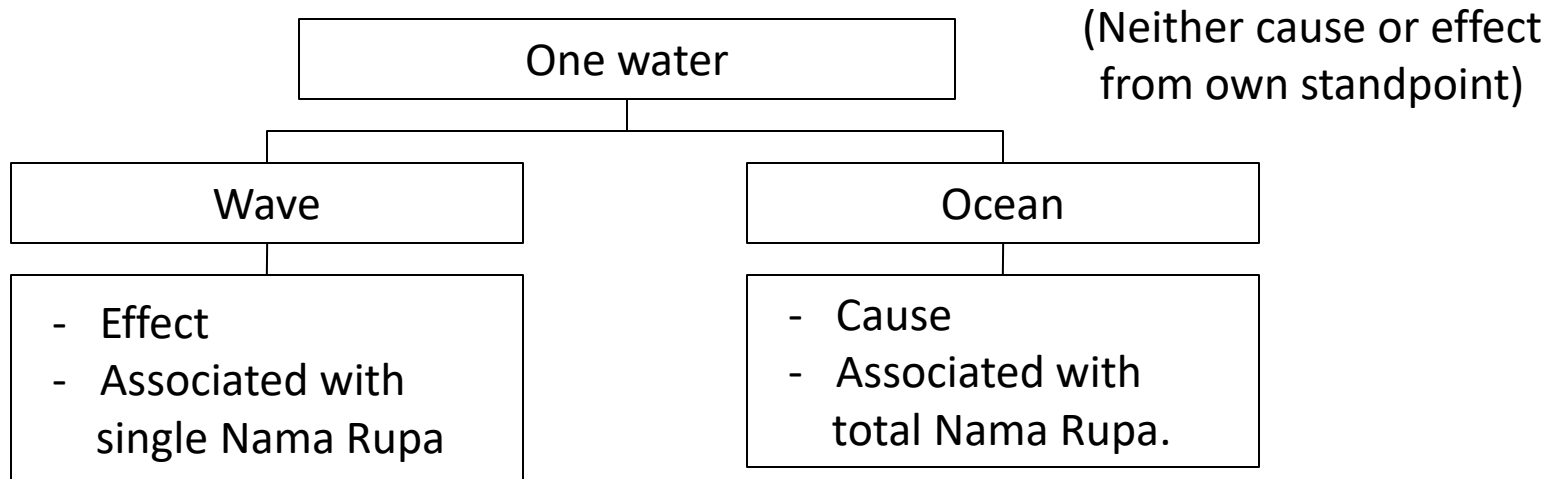 One water
(Neither cause or effect
from own standpoint)
Wave
Ocean
- Effect
- Associated with
single Nama Rupa
- Cause
- Associated with
total Nama Rupa.